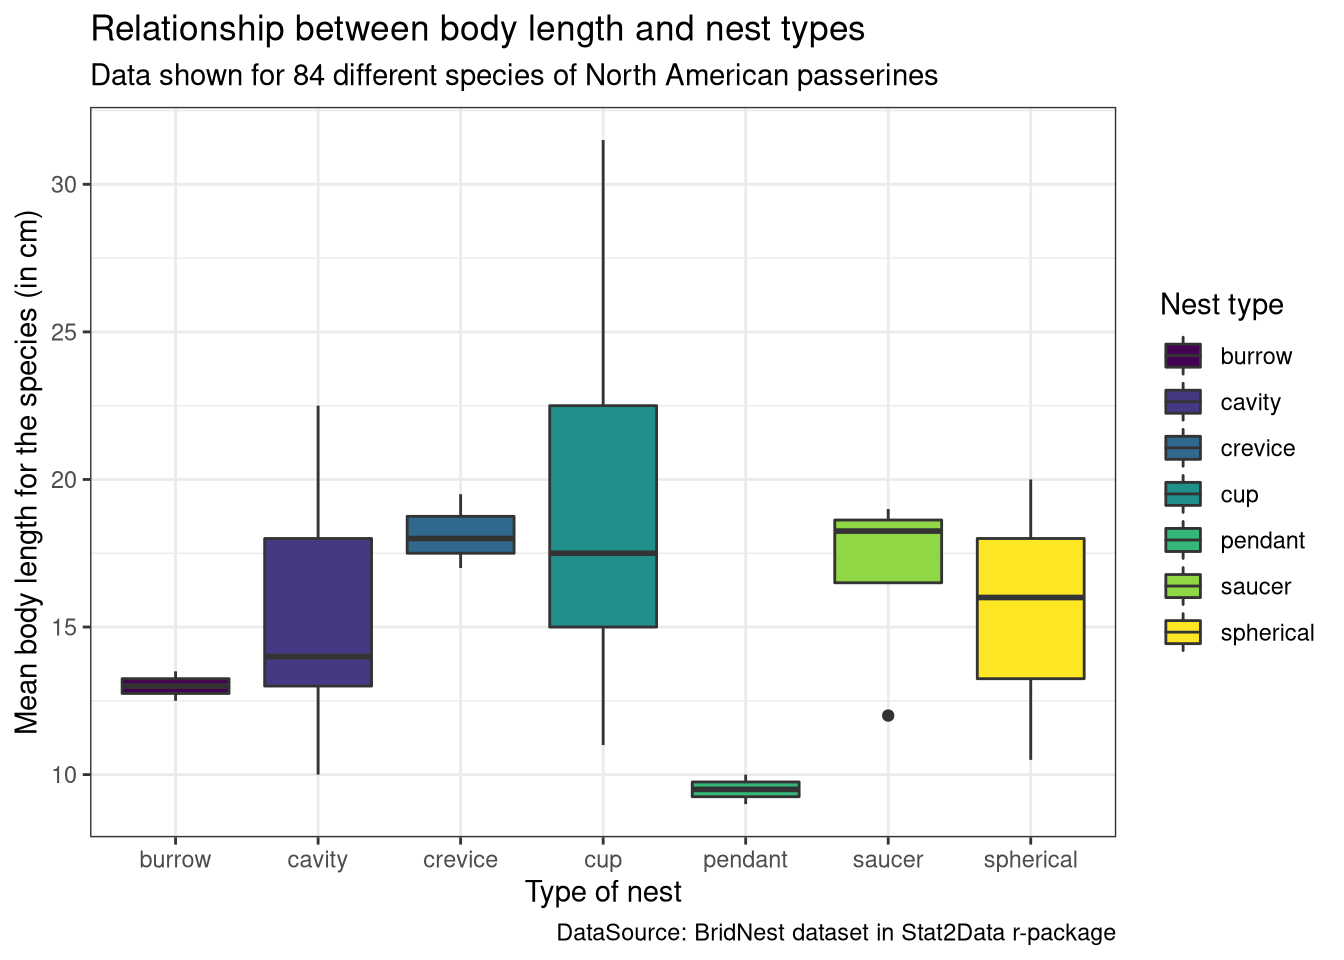 Relationship between body length and nest types
Data shown for 84 different species of North American passerines
Mean body length for the species (in cm)
30
25
20
15
10
burrow
cavity
crevice
cup
pendant
saucer
spherical
Type of nest
DataSource: BridNest dataset in Stat2Data r-package
Nest type
burrow
cavity
crevice
cup
pendant
saucer
spherical